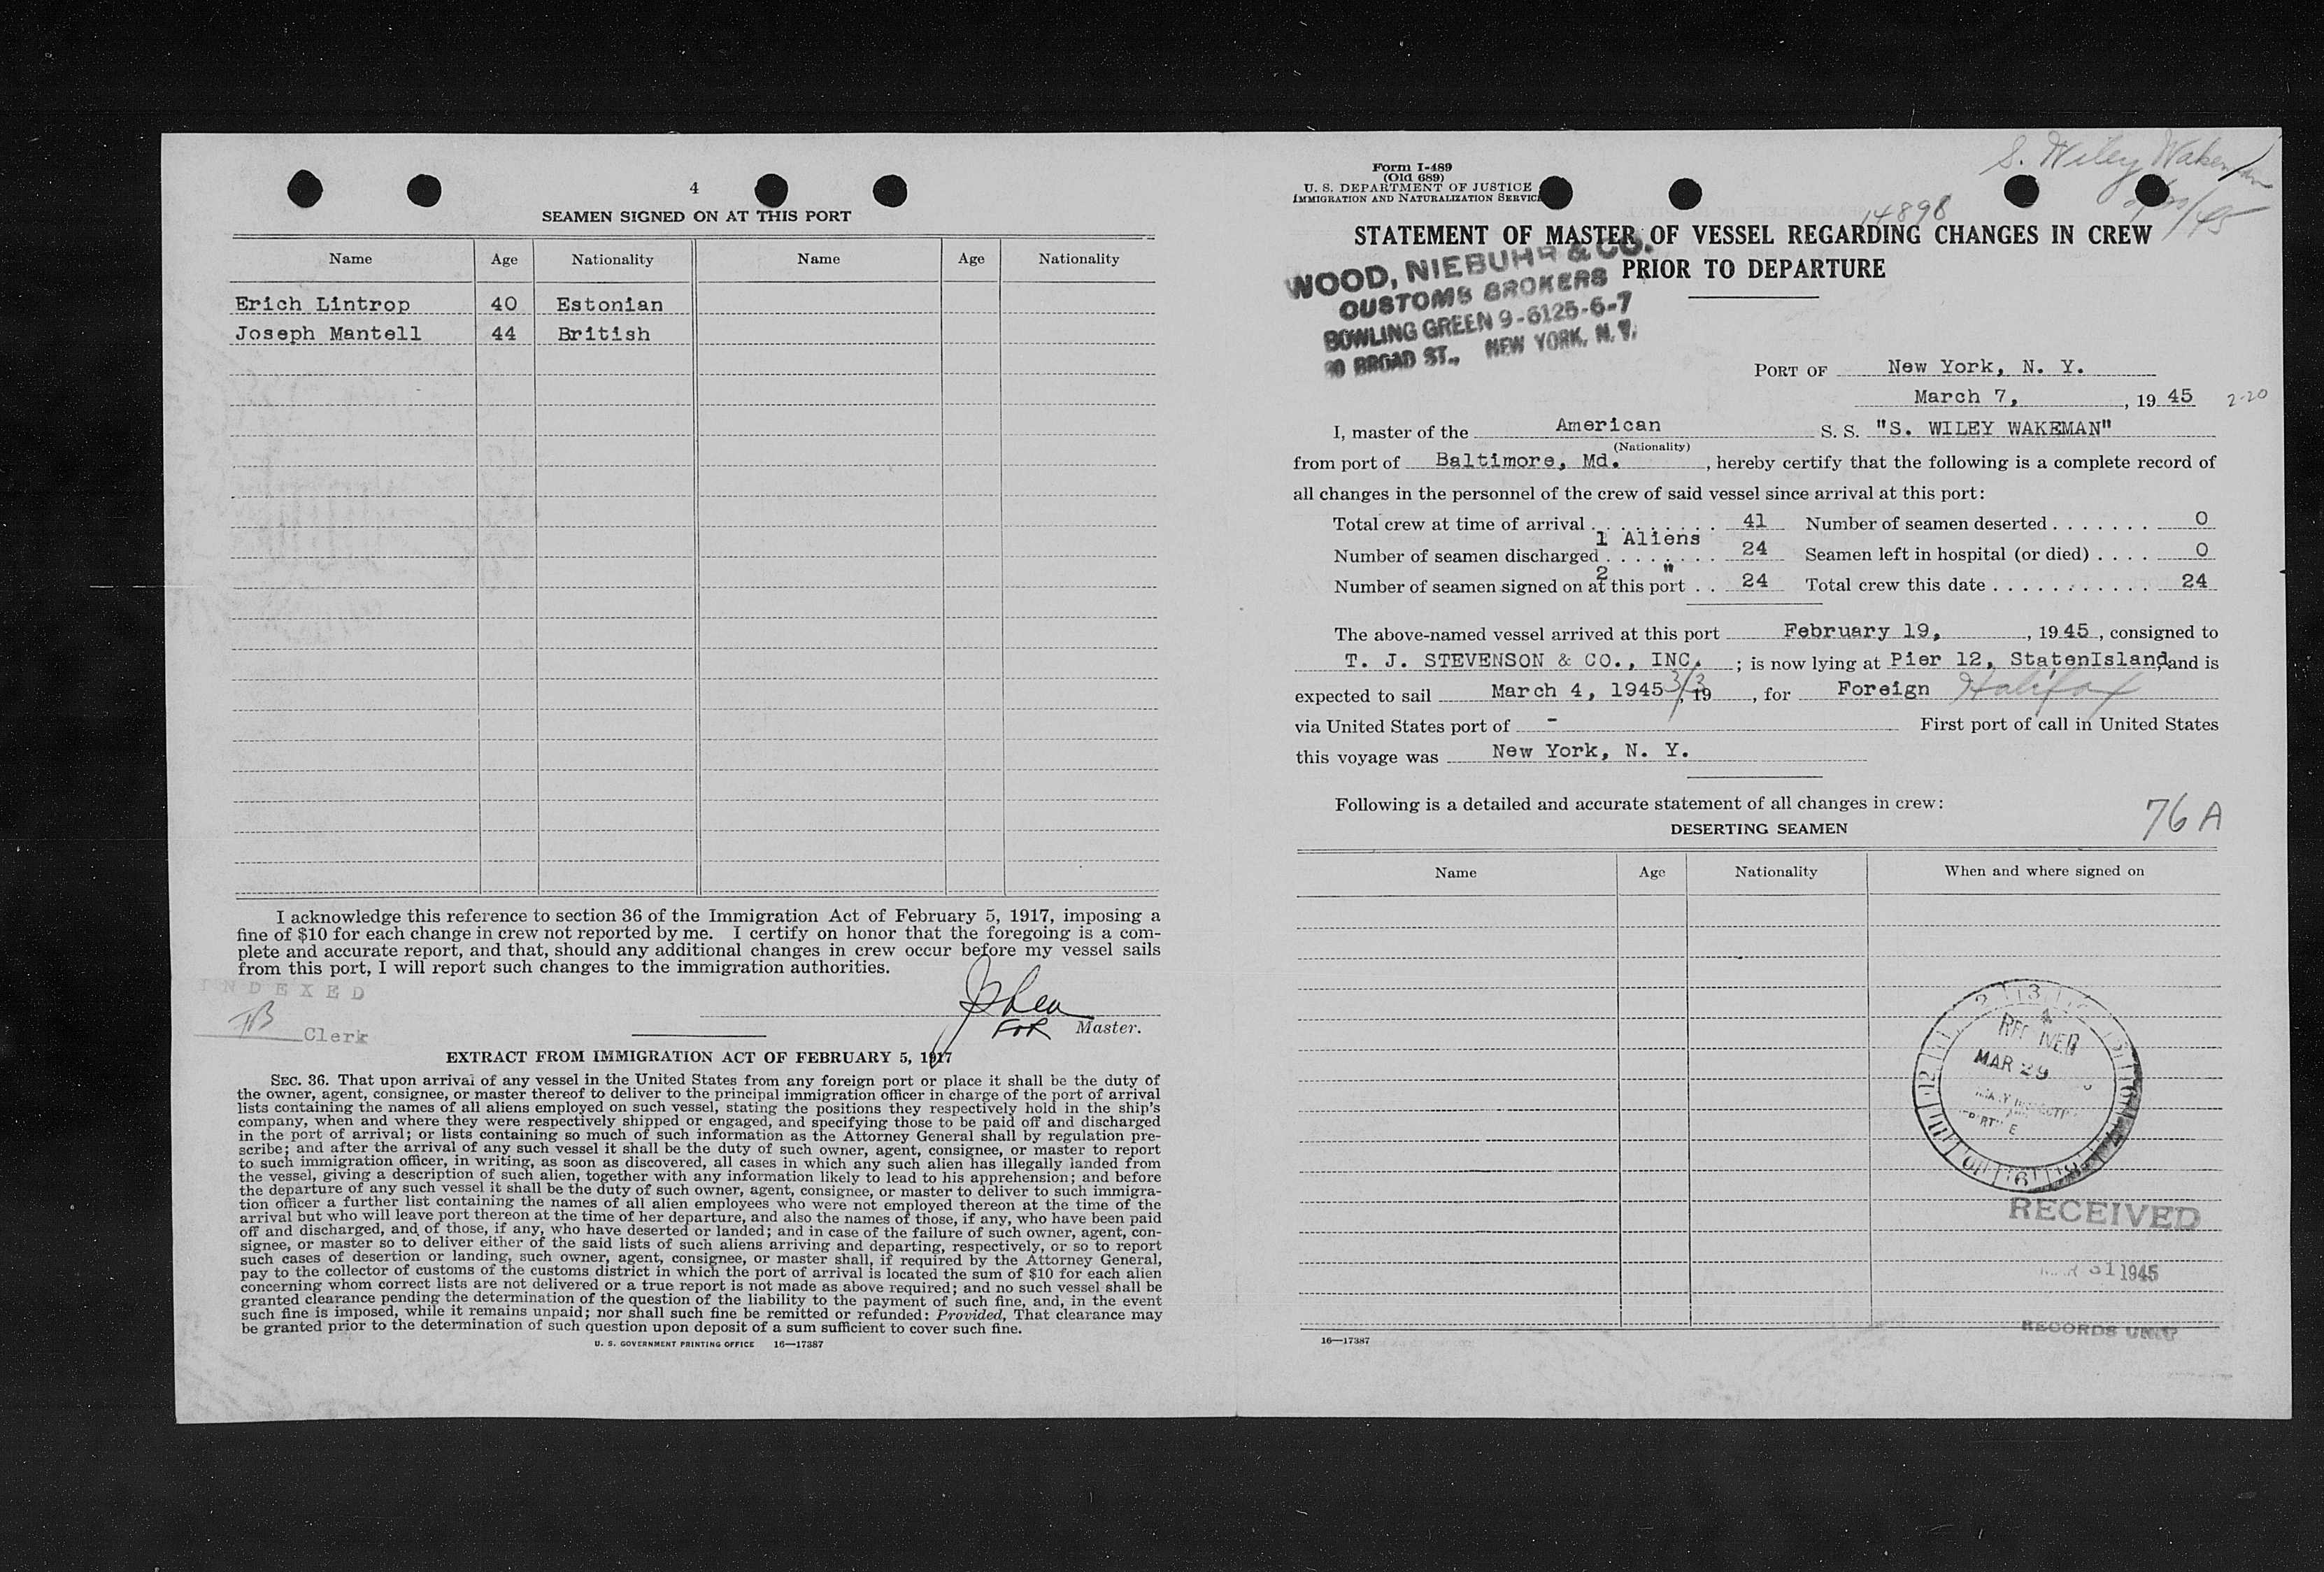 4
SEAMEN SIGNED ON AT THIS PORT
Name Age Nationality Name Age Nationality
Erich Lintrop 40 Estonian
Joseph Mantell 44 British
I acknowledge this reference to section 36 of the Immigration Act of February 5, 1917, imposing a
fine of $10 for each change in crew not reported by me. I certify on honor that the foregoing is a com-
plete and accurate report, and that, should any additional changes in crew occur before my vessel sails
from this port, I will report such changes to the immigration authorities.
INDEXED
Clerk
FOR Master.
EXTRACT FROM IMMIGRATION ACT OF FEBRUARY 5, 1917
SEC. 36. That upon arrival of any vessel in the United States from any foreign port or place it shall be the duty of
the owner, agent, consignee, or master thereof to deliver to the principal immigration officer in charge of the port of arrival
lists containing the names of all aliens employed on such vessel, stating the positions they respectively hold in the ship's
company, when and where they were respectively shipped or engaged, and specifying those to be paid off and discharged
in the port of arrival; or lists containing so much of such information as the Attorney General shall by regulation pre-
scribe; and after the arrival of any such vessel it shall be the duty of such owner, agent, consignee, or master to report
to such immigration officer, in writing, as soon as discovered, all cases in which any such alien has illegally landed from
the vessel, giving a description of such alien, together with any information likely to lead to his apprehension; and before
the departure of any such vessel it shall be the duty of such owner, agent, consignee, or master to deliver to such immigra-
tion officer a further list containing the names of all alien employees who were not employed thereon at the time of the
arrival but who will leave port thereon at the time of her departure, and also the names of those, if any, who have been paid
off and discharged, and of those, if any, who have deserted or landed; and in case of the failure of such owner, agent, con-
signee, or master so to deliver either of the said lists of such aliens arriving and departing, respectively, or so to report
such cases of desertion or landing, such owner, agent, consignee, or master shall, if required by the Attorney General,
pay to the collector of customs of the customs district in which the port of arrival is located the sum of $10 for each alien
concerning whom correct lists are not delivered or a true report is not made as above required; and no such vessel shall be
granted clearance pending the determination of the question of the liability to the payment of such fine, and, in the event
such fine is imposed, while it remains unpaid; nor shall such fine be remitted or refunded: Provided, That clearance may
be granted prior to the determination of such question upon deposit of a sum sufficient to cover such fine.
U. S. GOVERNMENT PRINTING OFFICE 16—17387
Form I-489
(Old 689)
U. S. DEPARTMENT OF JUSTICE
IMMIGRATION AND NATURALIZATION SERVICE
S. Wiley Wakeman
14898
STATEMENT OF MASTER OF VESSEL REGARDING CHANGES IN CREW
PRIOR TO DEPARTURE
WOOD, NIEBUHR & CO.
CUSTOMS BROKERS
BOWLING GREEN 9-6125-6-7
BROAD ST., NEW YORK, N. Y.
PORT OF New York, N. Y.
March 7, , 19 45 2-20
I, master of the American S. S. "S. WILEY WAKEMAN"
(Nationality)
from port of Baltimore, Md. , hereby certify that the following is a complete record of
all changes in the personnel of the crew of said vessel since arrival at this port:
Total crew at time of arrival 41 Number of seamen deserted 0
1 Aliens
Number of seamen discharged 24 Seamen left in hospital (or died) 0
2 "
Number of seamen signed on at this port 24 Total crew this date 24
The above-named vessel arrived at this port February 19, , 19 45, consigned to
T. J. STEVENSON & CO., INC. ; is now lying at Pier 12, StatenIsland, and is
expected to sail March 4, 1945 3/3 19 , for Foreign Halifax
via United States port of - First port of call in United States
this voyage was New York, N. Y.
Following is a detailed and accurate statement of all changes in crew:
76 A
DESERTING SEAMEN
Name Age Nationality When and where signed on
RECEIVED
MAR 29
RECEIVED
MAR 31 1945
RECORDS UNIT
16—17387